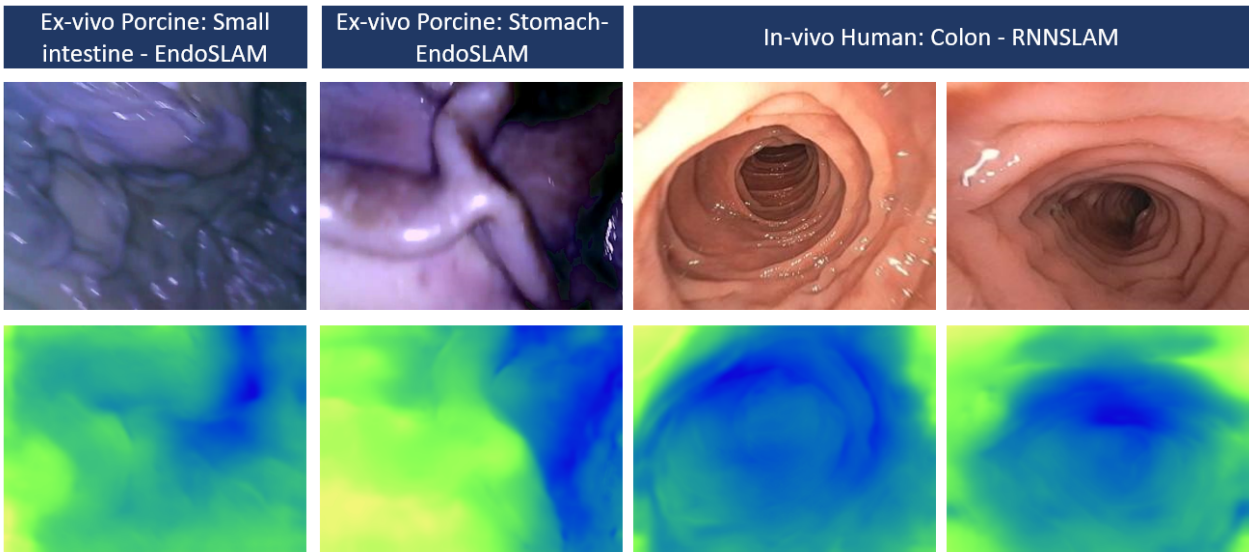 Ex-vivo Porcine: Small
intestine - EndoSLAM
Ex-vivo Porcine: Stomach-
EndoSLAM
In-vivo Human: Colon - RNNSLAM